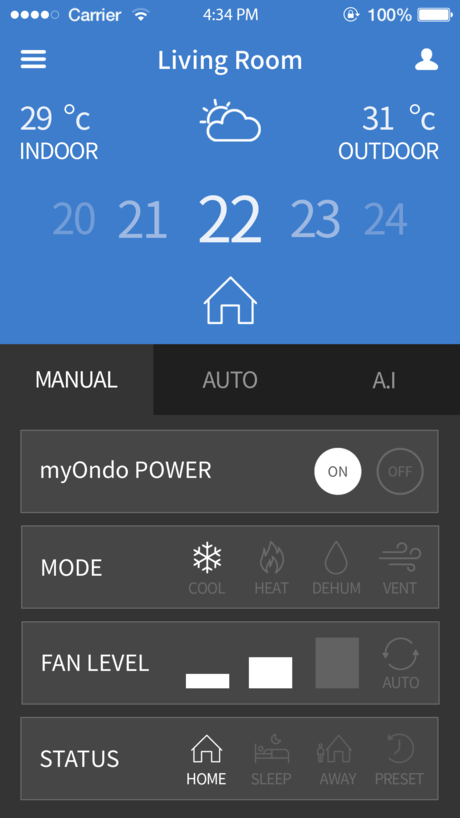 Carrier 4:34 PM 100%
Living Room
29 °c 31 °c
INDOOR OUTDOOR
20 21 22 23 24
MANUAL AUTO A.I
myOndo POWER ON OFF
MODE COOL HEAT DEHUM VENT
FAN LEVEL AUTO
STATUS HOME SLEEP AWAY PRESET